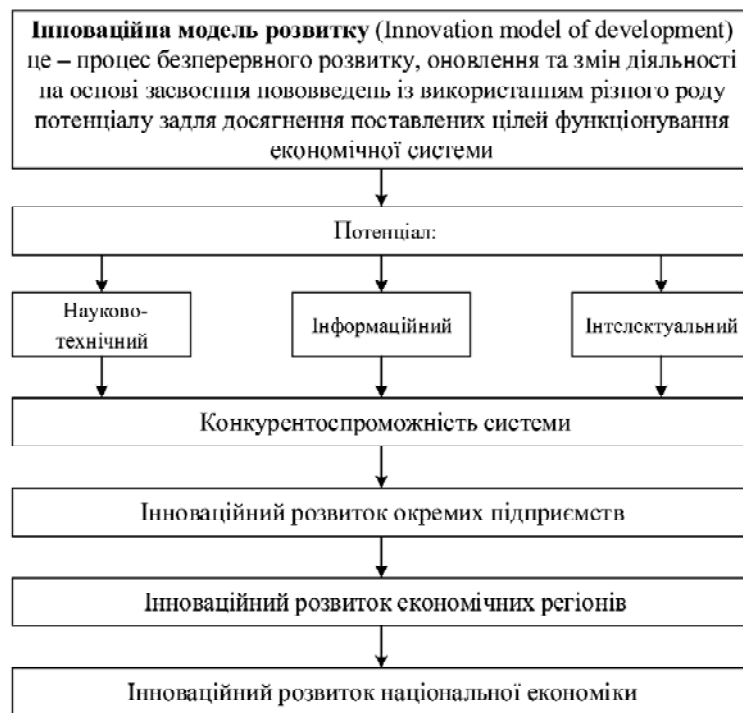 Інноваційна модель розвитку (Innovation model of development)
це – процес безперервного розвитку, оновлення та змін діяльності
на основі засвоєння нововведень із використанням різного роду
потенціалу задля досягнення поставлених цілей функціонування
економічної системи
Потенціал:
Науково-
технічний
Інформаційний
Інтелектуальний
Конкурентоспроможність системи
Інноваційний розвиток окремих підприємств
Інноваційний розвиток економічних регіонів
Інноваційний розвиток національної економіки